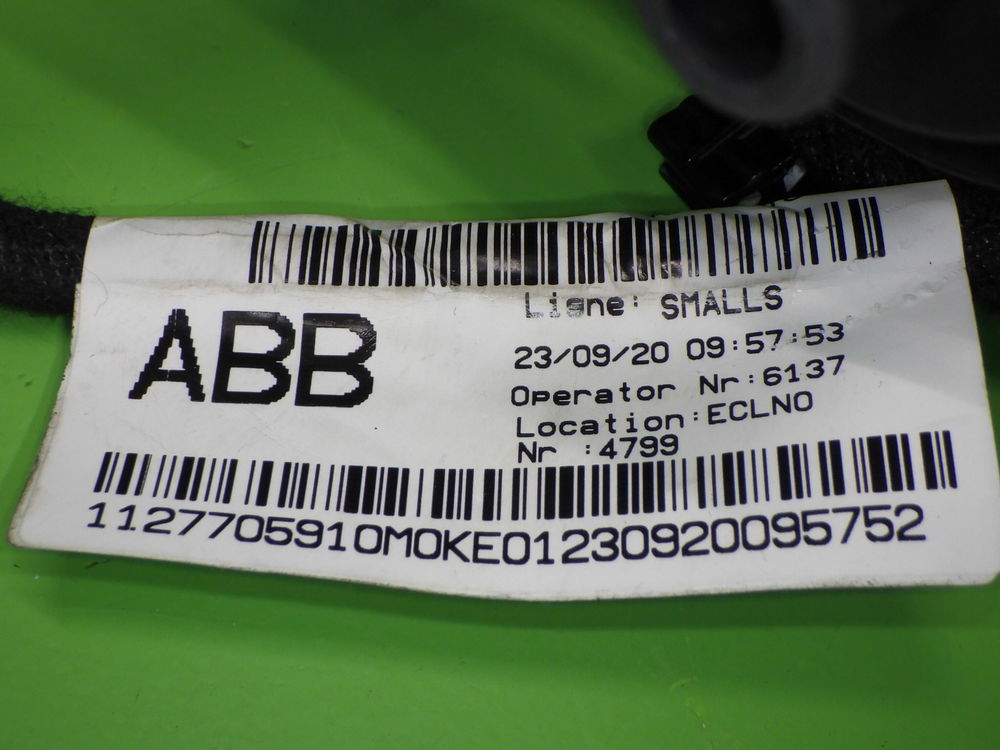 ABB
Ligne: SMALLS
23/09/20 09:57:53
Operator Nr:6137
Location:ECLNO
Nr :4799
1127705910M0KE01230920095752